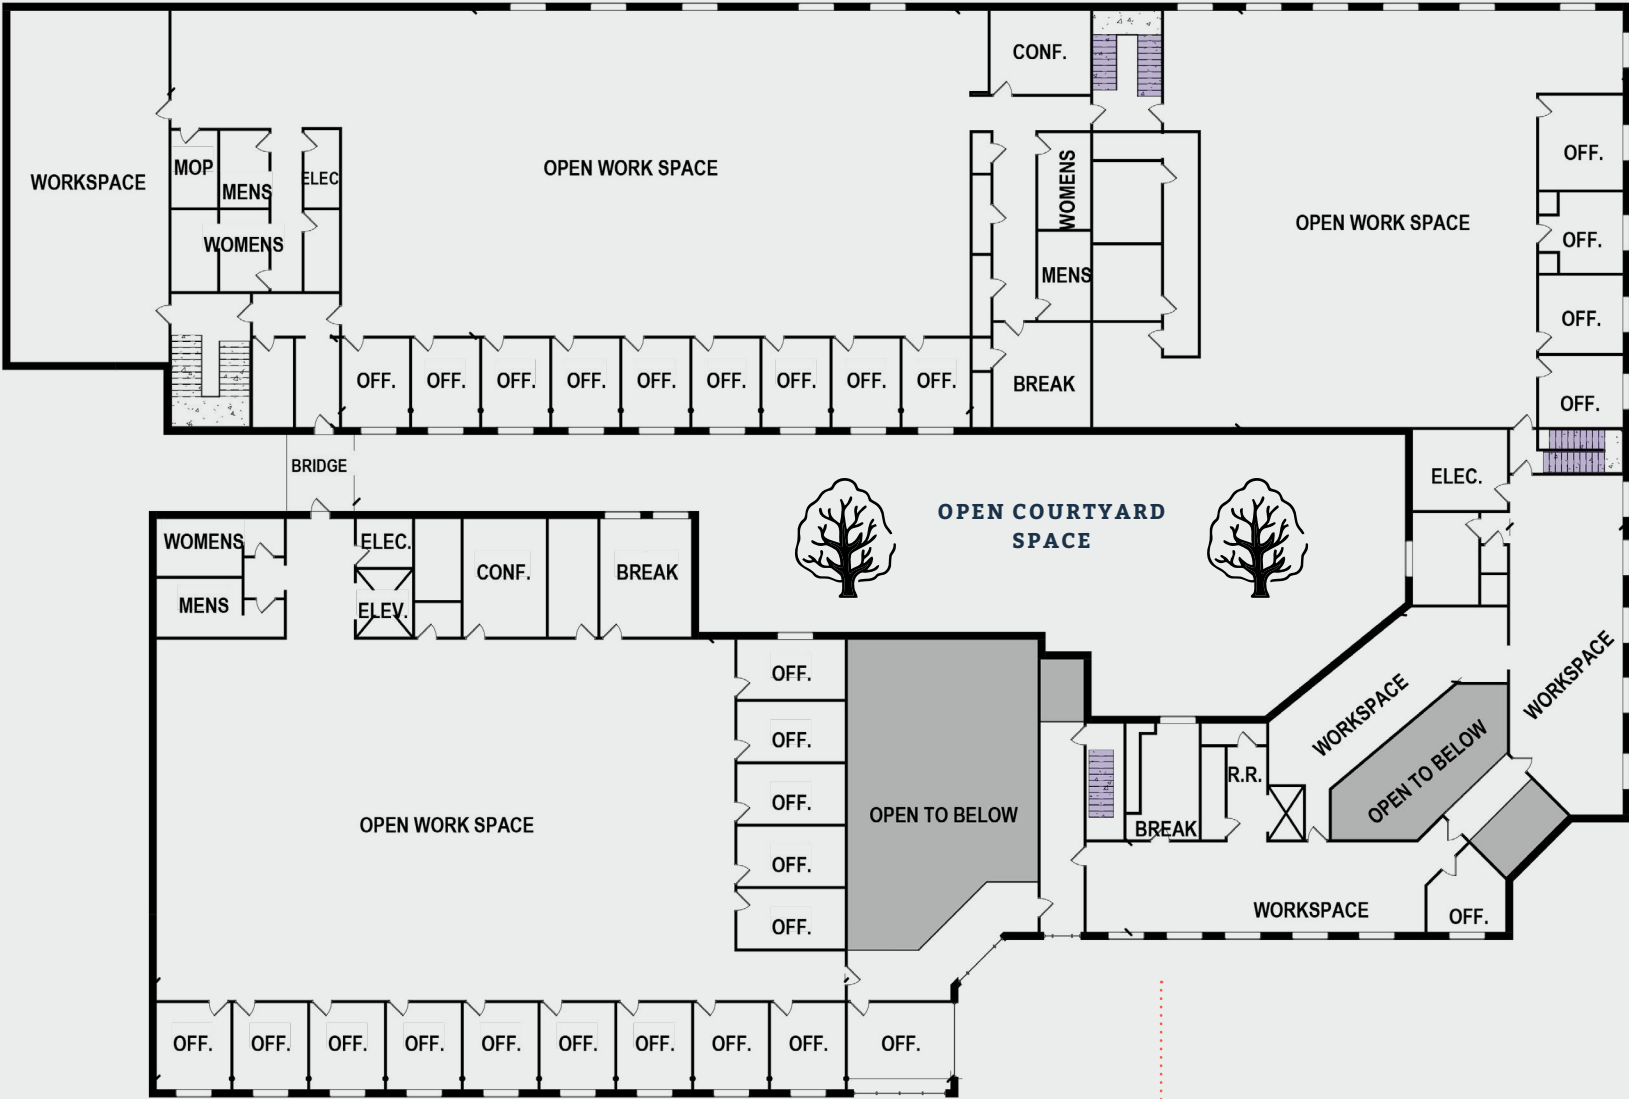 CONF.
WORKSPACE
MOP
MENS
ELEC
WOMENS
OPEN WORK SPACE
WOMENS
MENS
OPEN WORK SPACE
OFF.
OFF.
OFF.
OFF.
OFF.
OFF.
OFF.
OFF.
OFF.
OFF.
OFF.
OFF.
OFF.
BREAK
BRIDGE
ELEC.
OPEN COURTYARD
SPACE
WOMENS
MENS
ELEC.
ELEV.
CONF.
BREAK
OFF.
OFF.
OFF.
OFF.
OFF.
OPEN WORK SPACE
OPEN TO BELOW
BREAK
R.R.
WORKSPACE
OPEN TO BELOW
WORKSPACE
WORKSPACE
OFF.
OFF.
OFF.
OFF.
OFF.
OFF.
OFF.
OFF.
OFF.
OFF.
OFF.